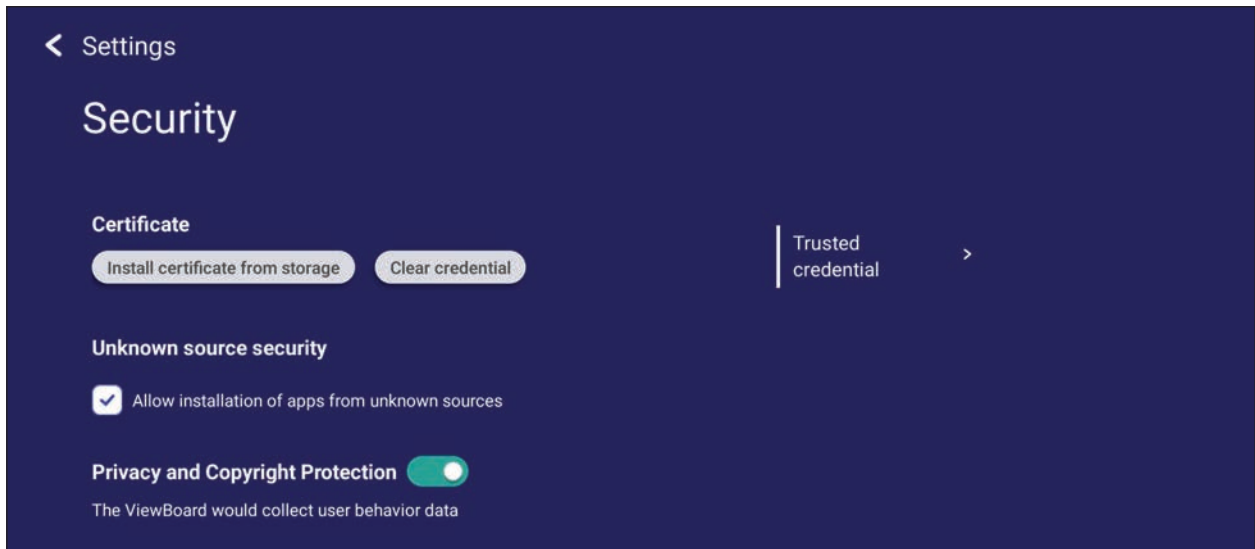 Settings
Security
Certificate
Install certificate from storage
Clear credential
Trusted
credential
Unknown source security
Allow installation of apps from unknown sources
Privacy and Copyright Protection
The ViewBoard would collect user behavior data